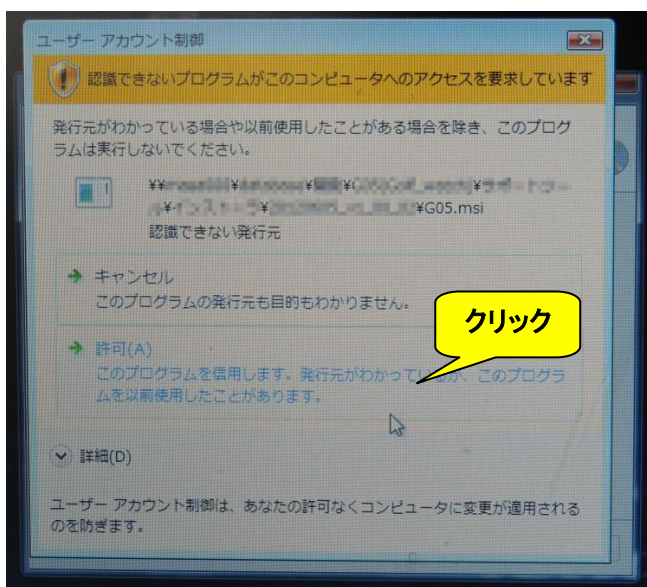 ユーザー アカウント制御
認識できないプログラムがこのコンピュータへのアクセスを要求しています
発行元がわかっている場合や以前使用したことがある場合を除き、このプログ
ラムは実行しないでください。
¥G05.msi
認識できない発行元
キャンセル
このプログラムの発行元も目的もわかりません。
クリック
許可(A)
このプログラムを信用します。発行元がわかっているか、このプログラ
ムを以前使用したことがあります。
詳細(D)
ユーザー アカウント制御は、あなたの許可なくコンピュータに変更が適用される
のを防ぎます。